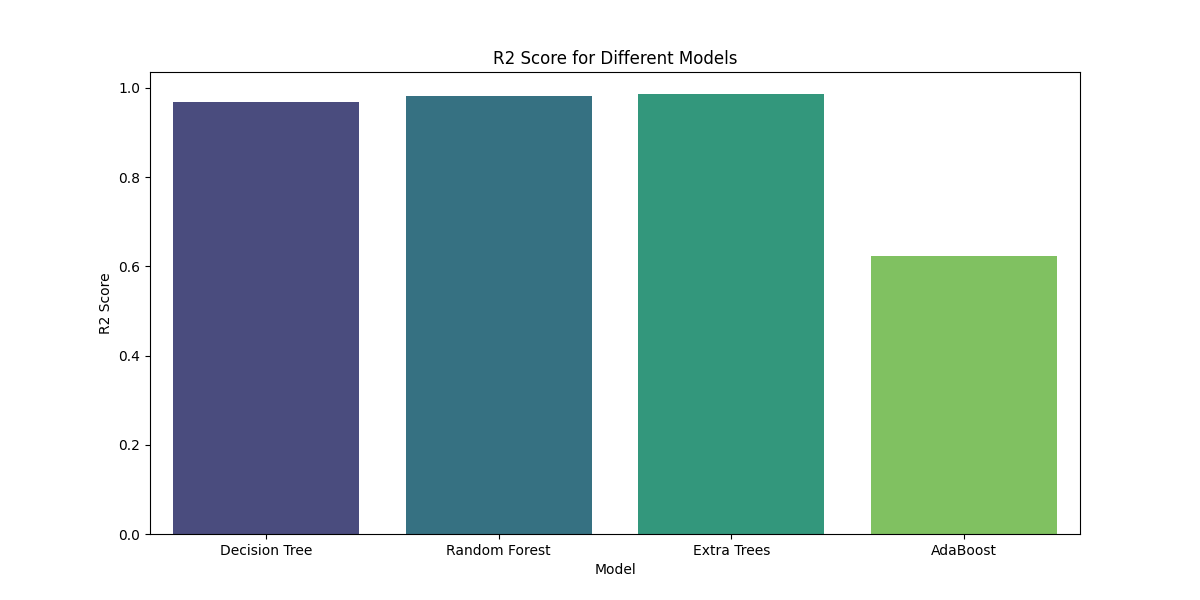 R2 Score for Different Models
1.0
0.8
0.6
0.4
0.2
0.0
R2 Score
Decision Tree
Random Forest
Extra Trees
AdaBoost
Model